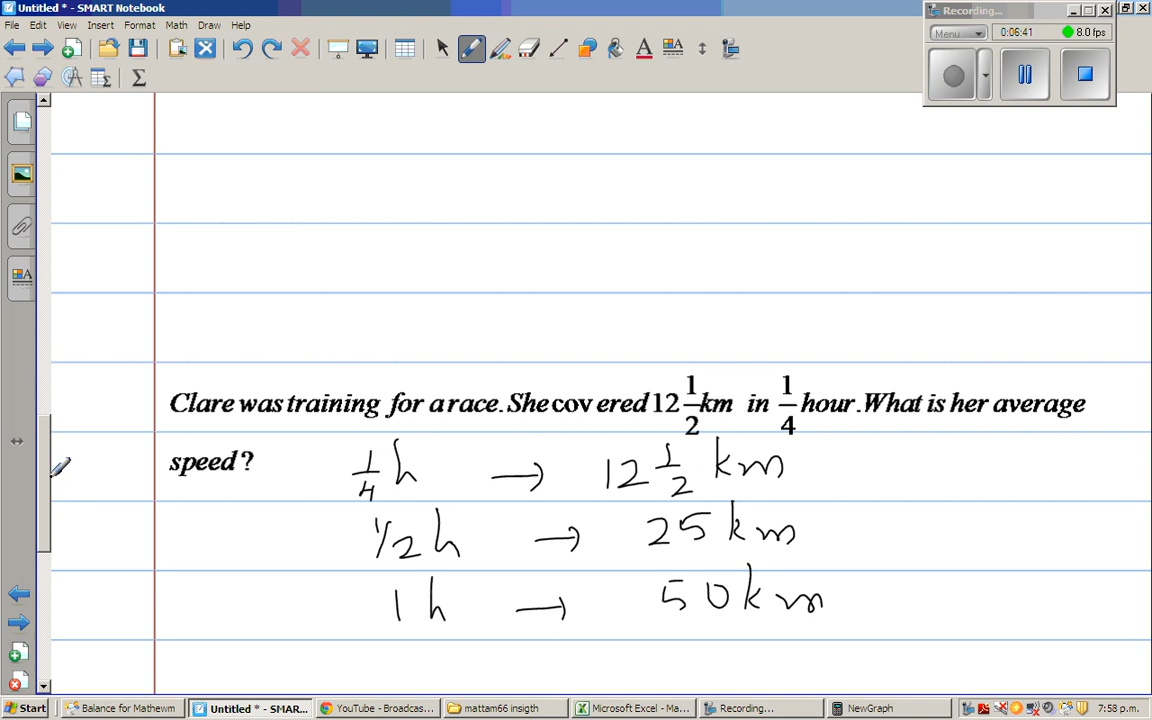 Untitled * - SMART Notebook
Recording...
File Edit View Insert Format Math Draw Help
Menu 0:06:41 8.0 fps
Clare was training for a race. She covered 12 1/2 km in 1/4 hour. What is her average
speed?
1/4 h → 12 1/2 km
1/2 h → 25 km
1 h → 50 km
Start Balance for Mathewm Untitled * - SMAR... YouTube - Broadcas... mattam66 insigth Microsoft Excel - Ma... Recording... NewGraph 7:58 p.m.